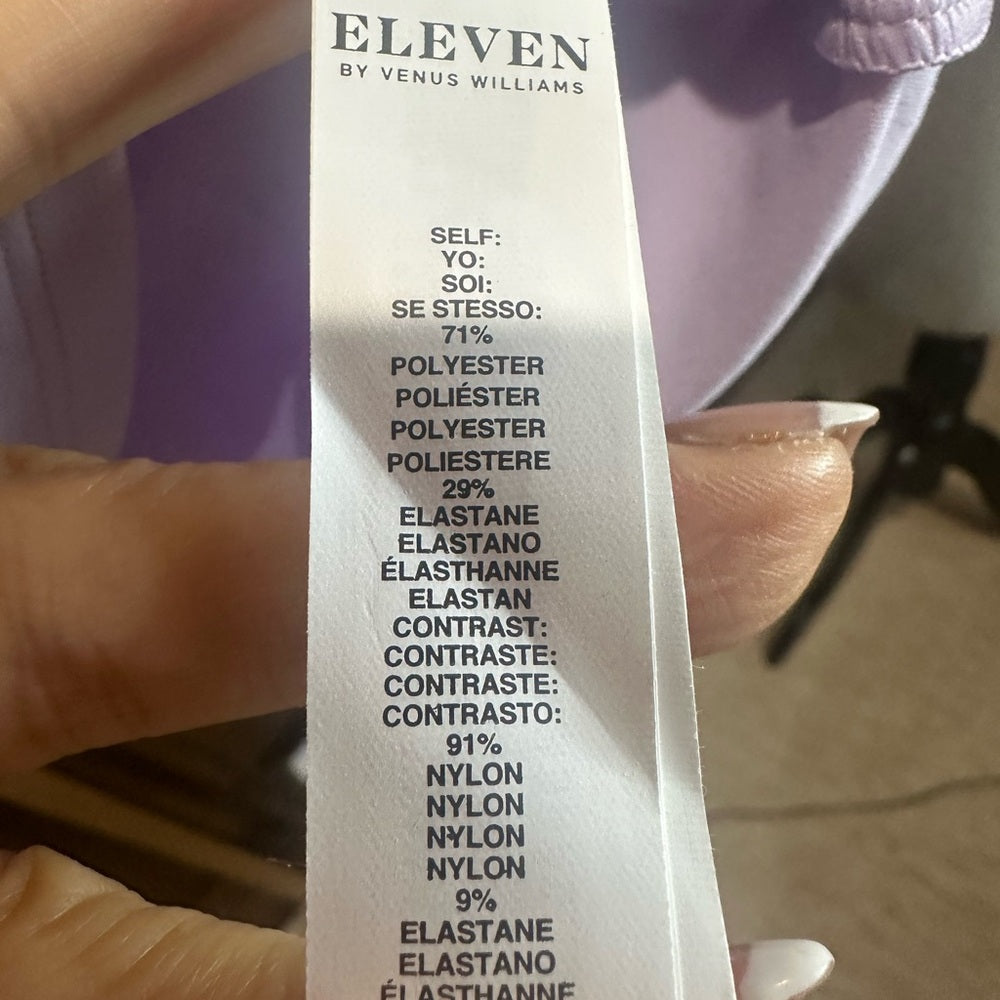 ELEVEN
BY VENUS WILLIAMS
SELF:
YO:
SOI:
SE STESSO:
71%
POLYESTER
POLIÉSTER
POLYESTER
POLIESTERE
29%
ELASTANE
ELASTANO
ÉLASTHANNE
ELASTAN
CONTRAST:
CONTRASTE:
CONTRASTE:
CONTRASTO:
91%
NYLON
NYLON
NYLON
NYLON
9%
ELASTANE
ELASTANO
ÉLASTHANNE